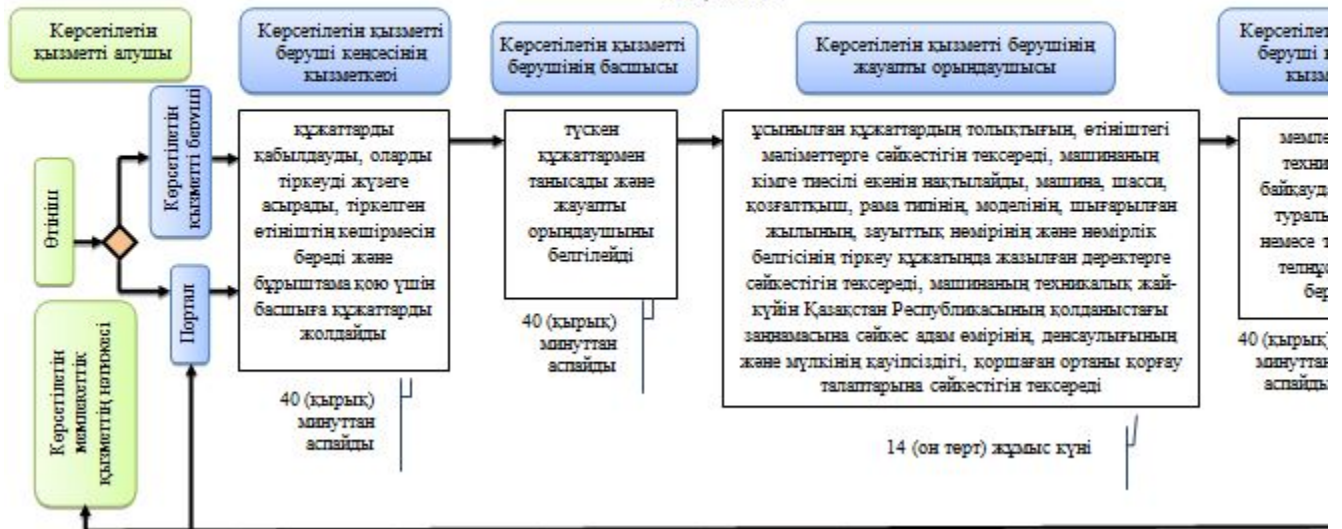 Көрсетілетін
қызметті алушы
Көрсетілетін қызметті
беруші кеңсесінің
қызметкері
Көрсетілетін қызметті
берушінің басшысы
Көрсетілетін қызметті берушінің
жауапты орындаушысы
беруші
Өтініш
Көрсетілетін
қызметті беруші
Портал
Көрсетілетін
мемлекеттік
қызметтің нәтижесі
құжаттарды
қабылдауды, оларды
тіркеуді жүзеге
асырады, тіркелген
өтініштің көшірмесін
береді және
бұрыштама қою үшін
басшыға құжаттарды
жолдайды
40 (қырық)
минуттан
аспайды
түскен
құжаттармен
танысады және
жауапты
орындаушыны
белгілейді
40 (қырық)
минуттан
аспайды
ұсынылған құжаттардың толықтығын, өтініштегі
мәліметтерге сәйкестігін тексереді, машинаның
кімге тиесілі екенін нақтылайды, машина, шасси,
қозғалтқыш, рама типінің, моделінің, шығарылған
жылының, зауыттық нөмірінің және нөмірлік
белгісінің тіркеу құжатында жазылған деректерге
сәйкестігін тексереді, машинаның техникалық жай-
күйін Қазақстан Республикасының қолданыстағы
заңнамасына сәйкес адам өмірінің, денсаулығының
және мүлкінің қауіпсіздігі, қоршаған ортаны қорғау
талаптарына сәйкестігін тексереді
14 (он төрт) жұмыс күні
немесе
40 (қырық)
минуттан
аспайды